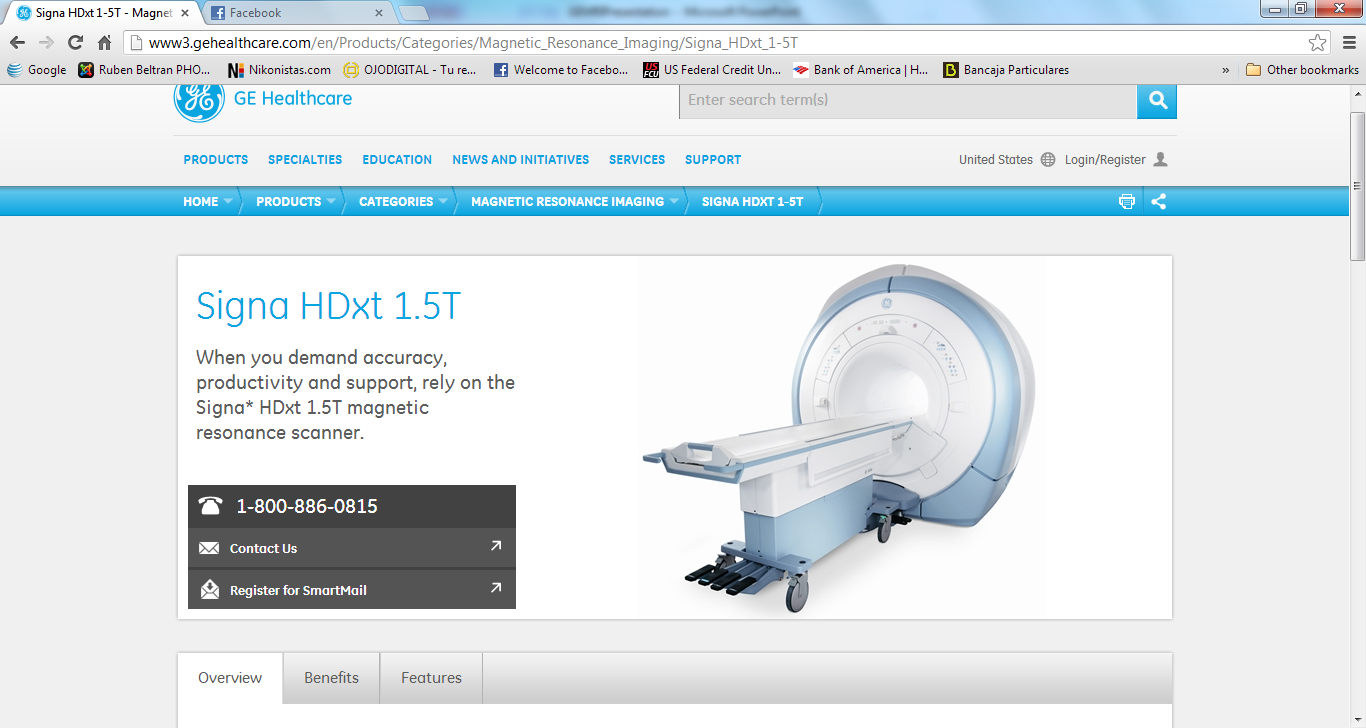 Signa HDxt 1-5T - Magnet
Facebook
www3.gehealthcare.com/en/Products/Categories/Magnetic_Resonance_Imaging/Signa_HDxt_1-5T
Google
Ruben Beltran PHO...
Nikonistas.com
OJODIGITAL - Tu re...
Welcome to Facebo...
US Federal Credit Un...
Bank of America | H...
Bancaja Particulares
»
Other bookmarks
GE Healthcare
Enter search term(s)
PRODUCTS SPECIALTIES EDUCATION NEWS AND INITIATIVES SERVICES SUPPORT
United States Login/Register
HOME PRODUCTS CATEGORIES MAGNETIC RESONANCE IMAGING SIGNA HDXT 1-5T
Signa HDxt 1.5T
When you demand accuracy,
productivity and support, rely on the
Signa* HDxt 1.5T magnetic
resonance scanner.
1-800-886-0815
Contact Us
Register for SmartMail
Overview Benefits Features